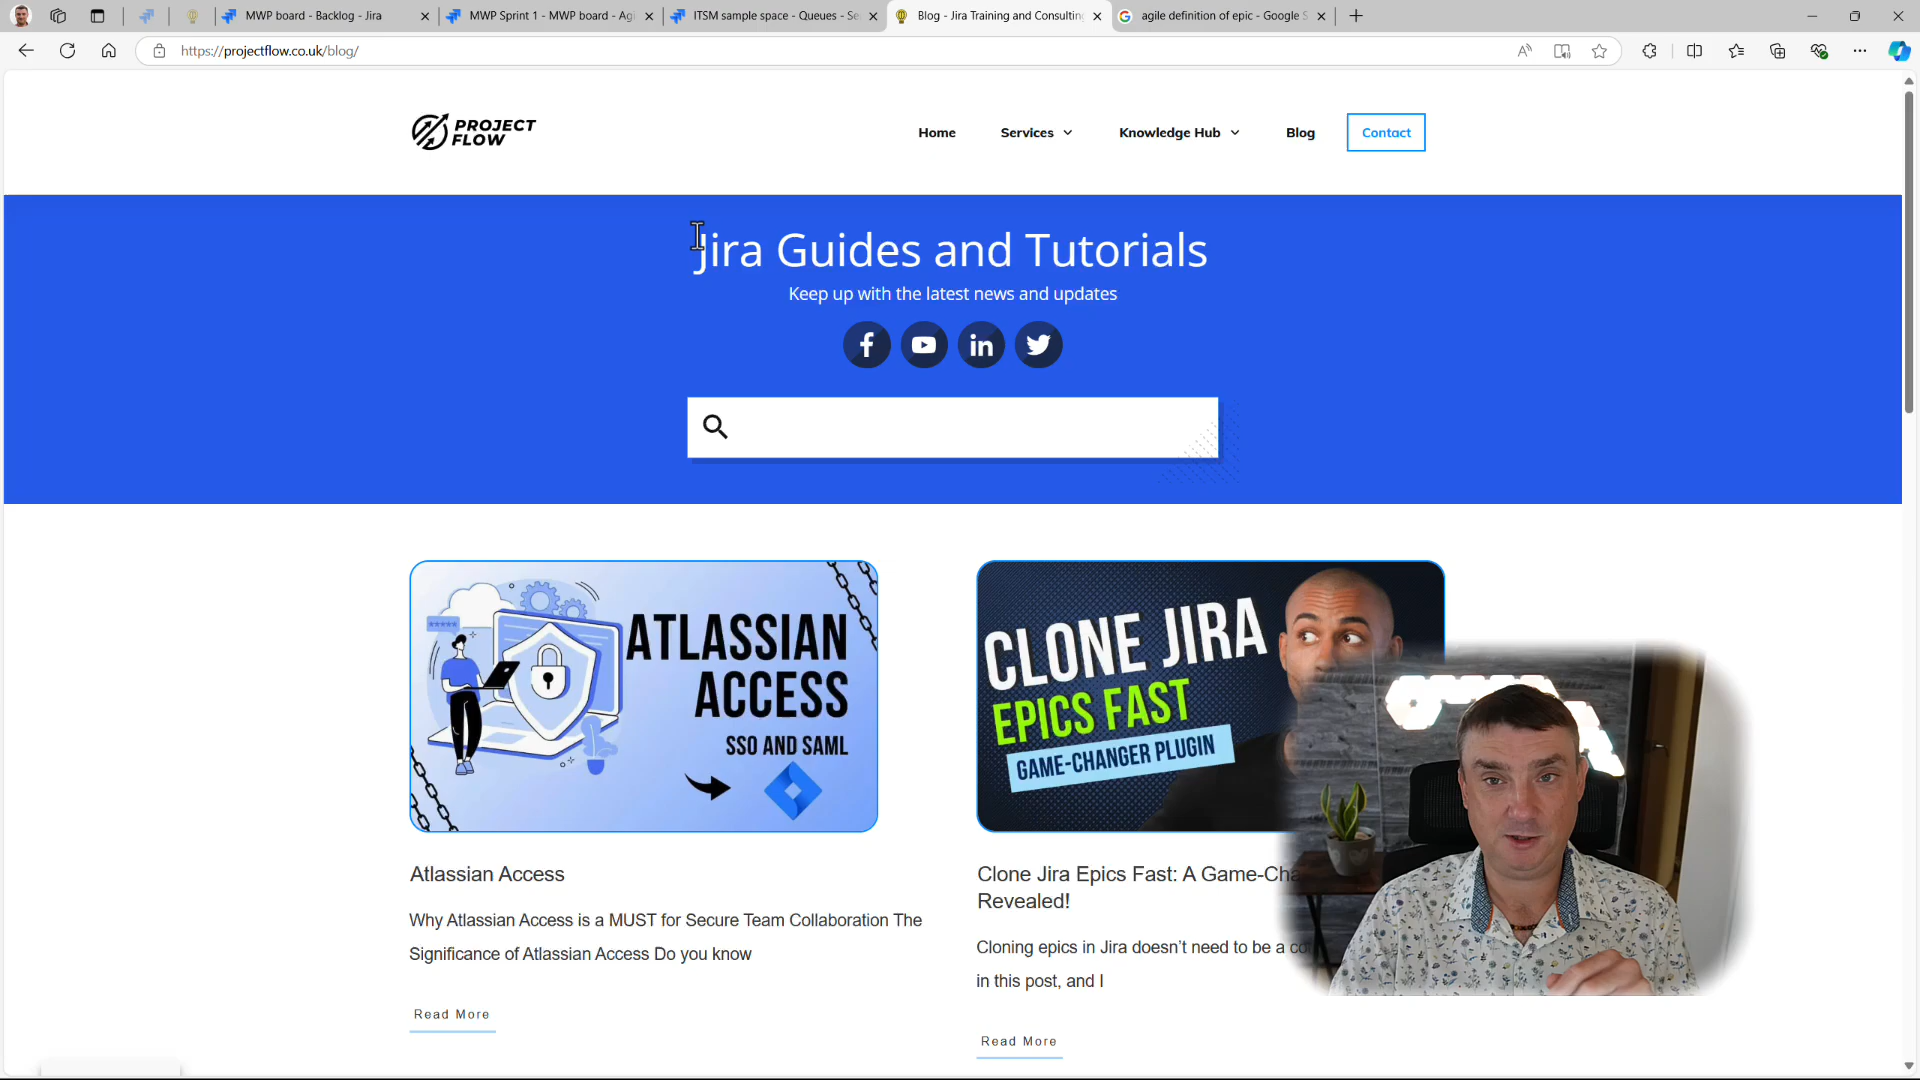 MWP board - Backlog - Jira
MWP Sprint 1 - MWP board - Ag
ITSM sample space - Queues - Se
Blog - Jira Training and Consulting
agile definition of epic - Google S
https://projectflow.co.uk/blog/
PROJECT
FLOW
Home
Services
Knowledge Hub
Blog
Contact
Jira Guides and Tutorials
Keep up with the latest news and updates
ATLASSIAN
ACCESS
SSO AND SAML
CLONE JIRA
EPICS FAST
GAME-CHANGER PLUGIN
Atlassian Access
Why Atlassian Access is a MUST for Secure Team Collaboration The
Significance of Atlassian Access Do you know
Read More
Clone Jira Epics Fast: A Game-Cha
Revealed!
Cloning epics in Jira doesn't need to be a co
in this post, and I
Read More